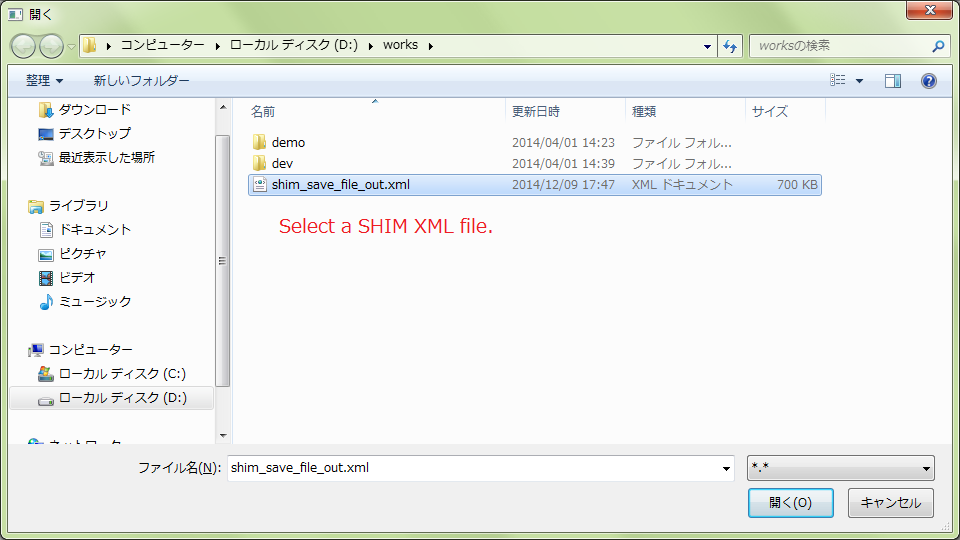 開く
コンピューター ローカル ディスク (D:) works
worksの検索
整理 新しいフォルダー
ダウンロード
デスクトップ
最近表示した場所
ライブラリ
ドキュメント
ピクチャ
ビデオ
ミュージック
コンピューター
ローカル ディスク (C:)
ローカル ディスク (D:)
名前 更新日時 種類 サイズ
demo 2014/04/01 14:23 ファイル フォル...
dev 2014/04/01 14:39 ファイル フォル...
shim_save_file_out.xml 2014/12/09 17:47 XML ドキュメント 700 KB
Select a SHIM XML file.
ファイル名(N): shim_save_file_out.xml
*.*
開く(O) キャンセル